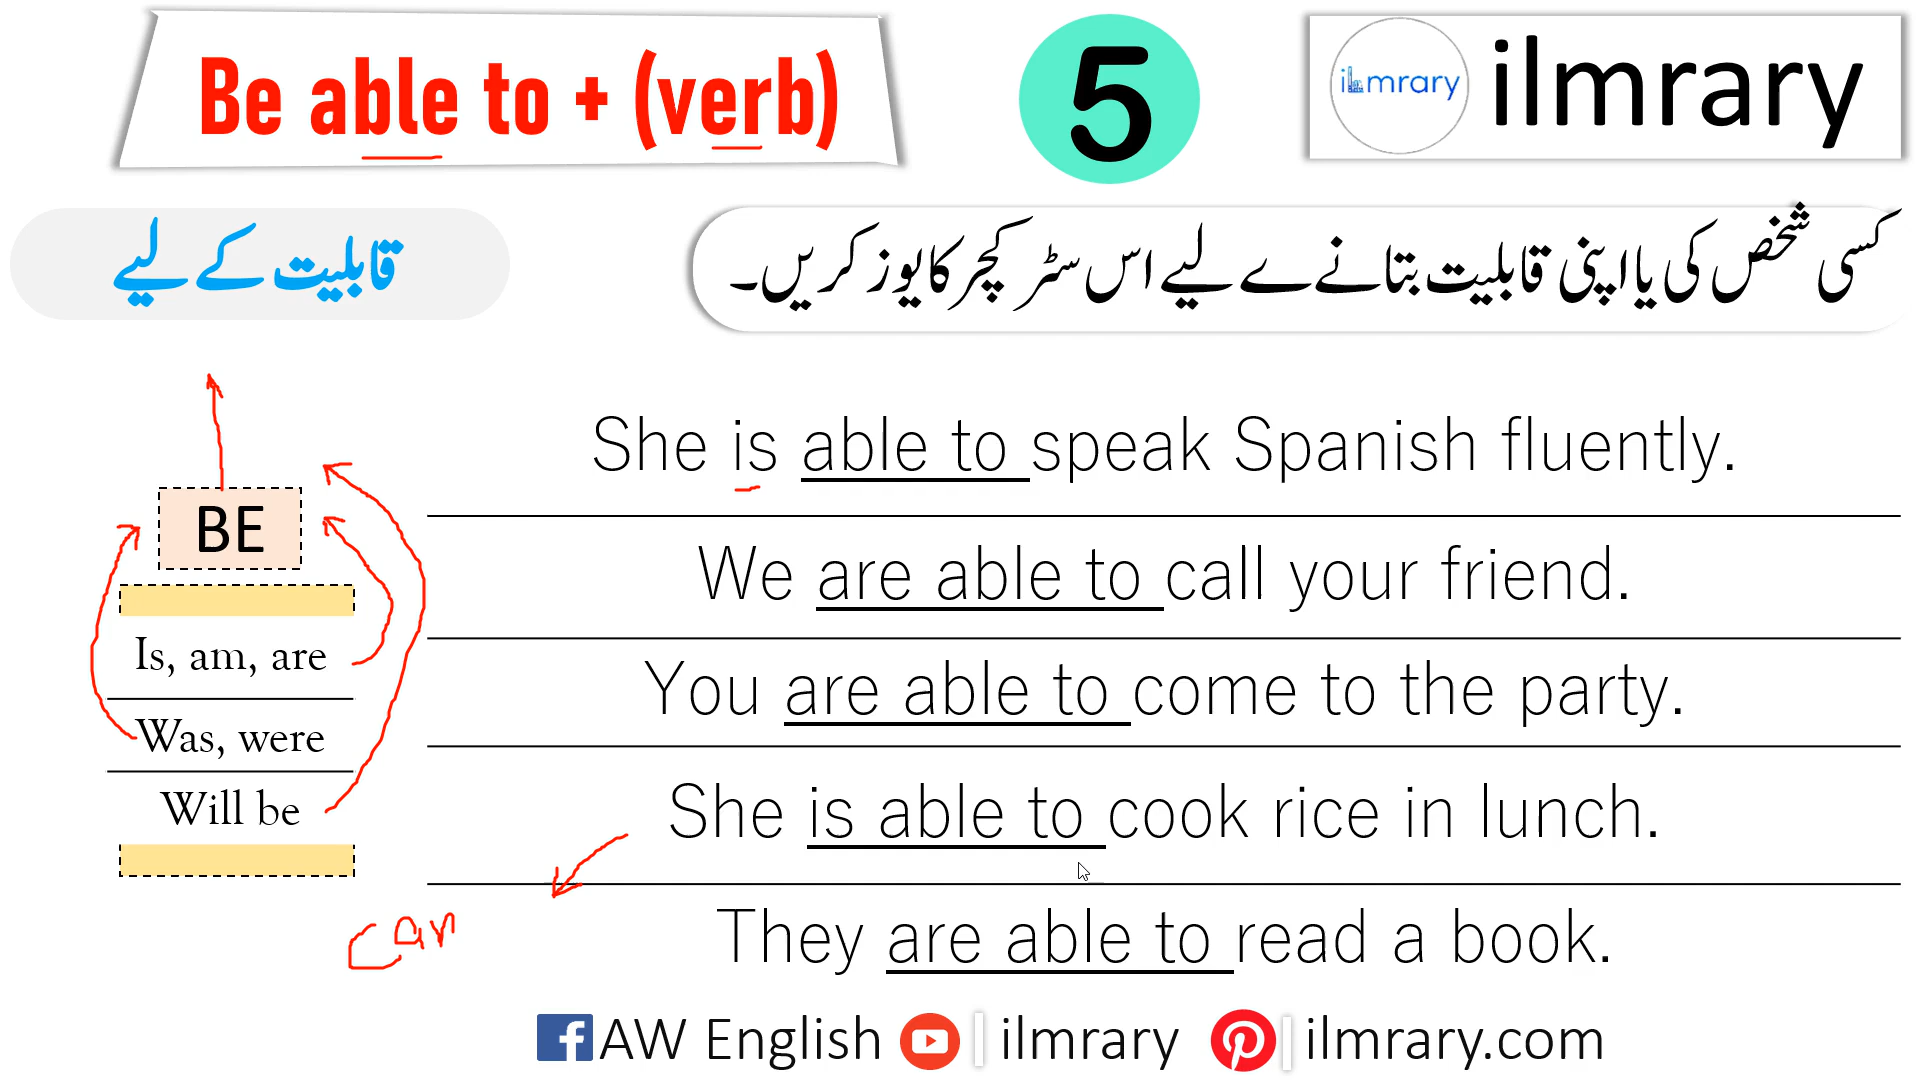 Be able to + (verb)
5
ilmrary
ilmrary
قابلیت کے لیے
کسی شخص کی یا اپنی قابلیت بتانے ے لیے اس سٹرکچر کا یوز کریں۔
BE
Is, am, are
Was, were
Will be
can
She is able to speak Spanish fluently.
We are able to call your friend.
You are able to come to the party.
She is able to cook rice in lunch.
They are able to read a book.
AW English | ilmrary | ilmrary.com